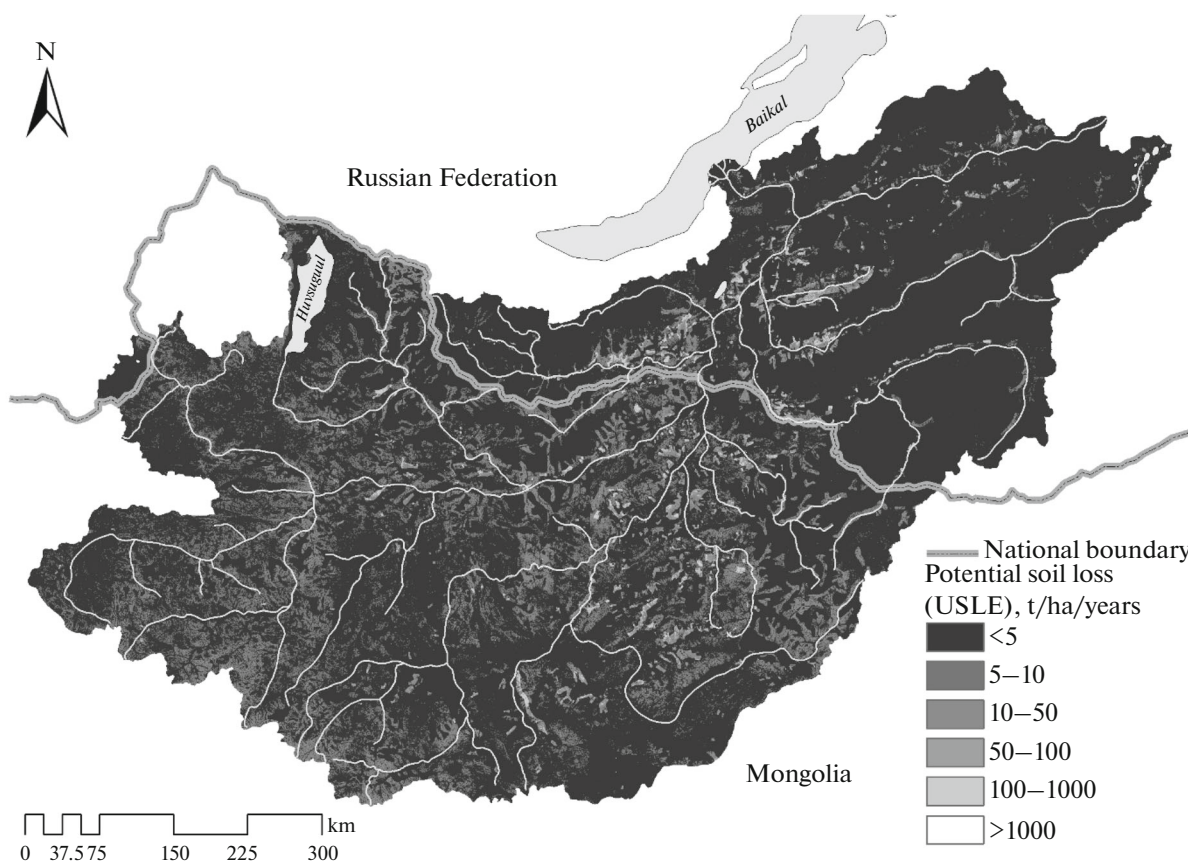 N
Baikal
Russian Federation
Huvsuguul
National boundary
Potential soil loss
(USLE), t/ha/years
<5
5–10
10–50
50–100
100–1000
>1000
Mongolia
km
0 37.5 75 150 225 300